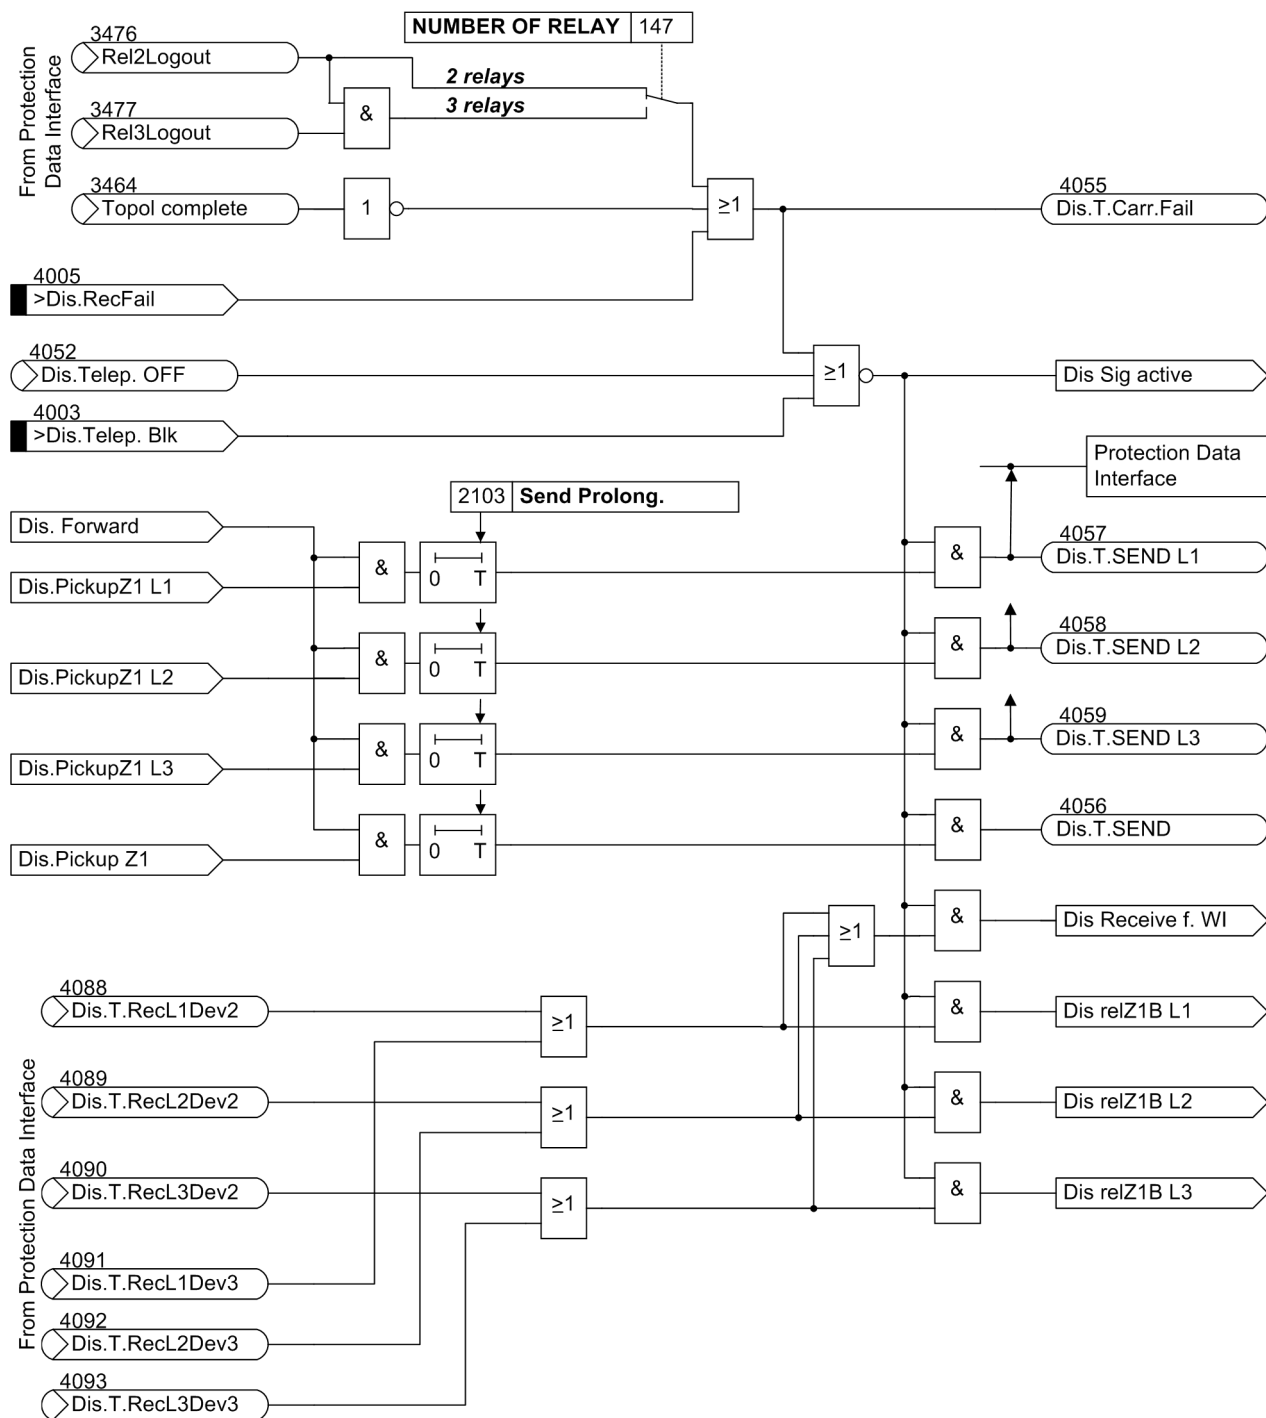 NUMBER OF RELAY 147
From Protection
Data Interface
3476
Rel2Logout
2 relays
3 relays
&
3477
Rel3Logout
3464
Topol complete
1
≥1
4055
Dis.T.Carr.Fail
4005
>Dis.RecFail
4052
Dis.Telep. OFF
≥1
Dis Sig active
4003
>Dis.Telep. Blk
Protection Data
Interface
2103 Send Prolong.
Dis. Forward
&
0 T
&
4057
Dis.T.SEND L1
Dis.PickupZ1 L1
&
0 T
&
4058
Dis.T.SEND L2
Dis.PickupZ1 L2
&
0 T
&
4059
Dis.T.SEND L3
Dis.PickupZ1 L3
&
0 T
&
4056
Dis.T.SEND
Dis.Pickup Z1
≥1
&
Dis Receive f. WI
From Protection Data Interface
4088
Dis.T.RecL1Dev2
≥1
&
Dis relZ1B L1
4089
Dis.T.RecL2Dev2
≥1
&
Dis relZ1B L2
4090
Dis.T.RecL3Dev2
≥1
&
Dis relZ1B L3
4091
Dis.T.RecL1Dev3
4092
Dis.T.RecL2Dev3
4093
Dis.T.RecL3Dev3